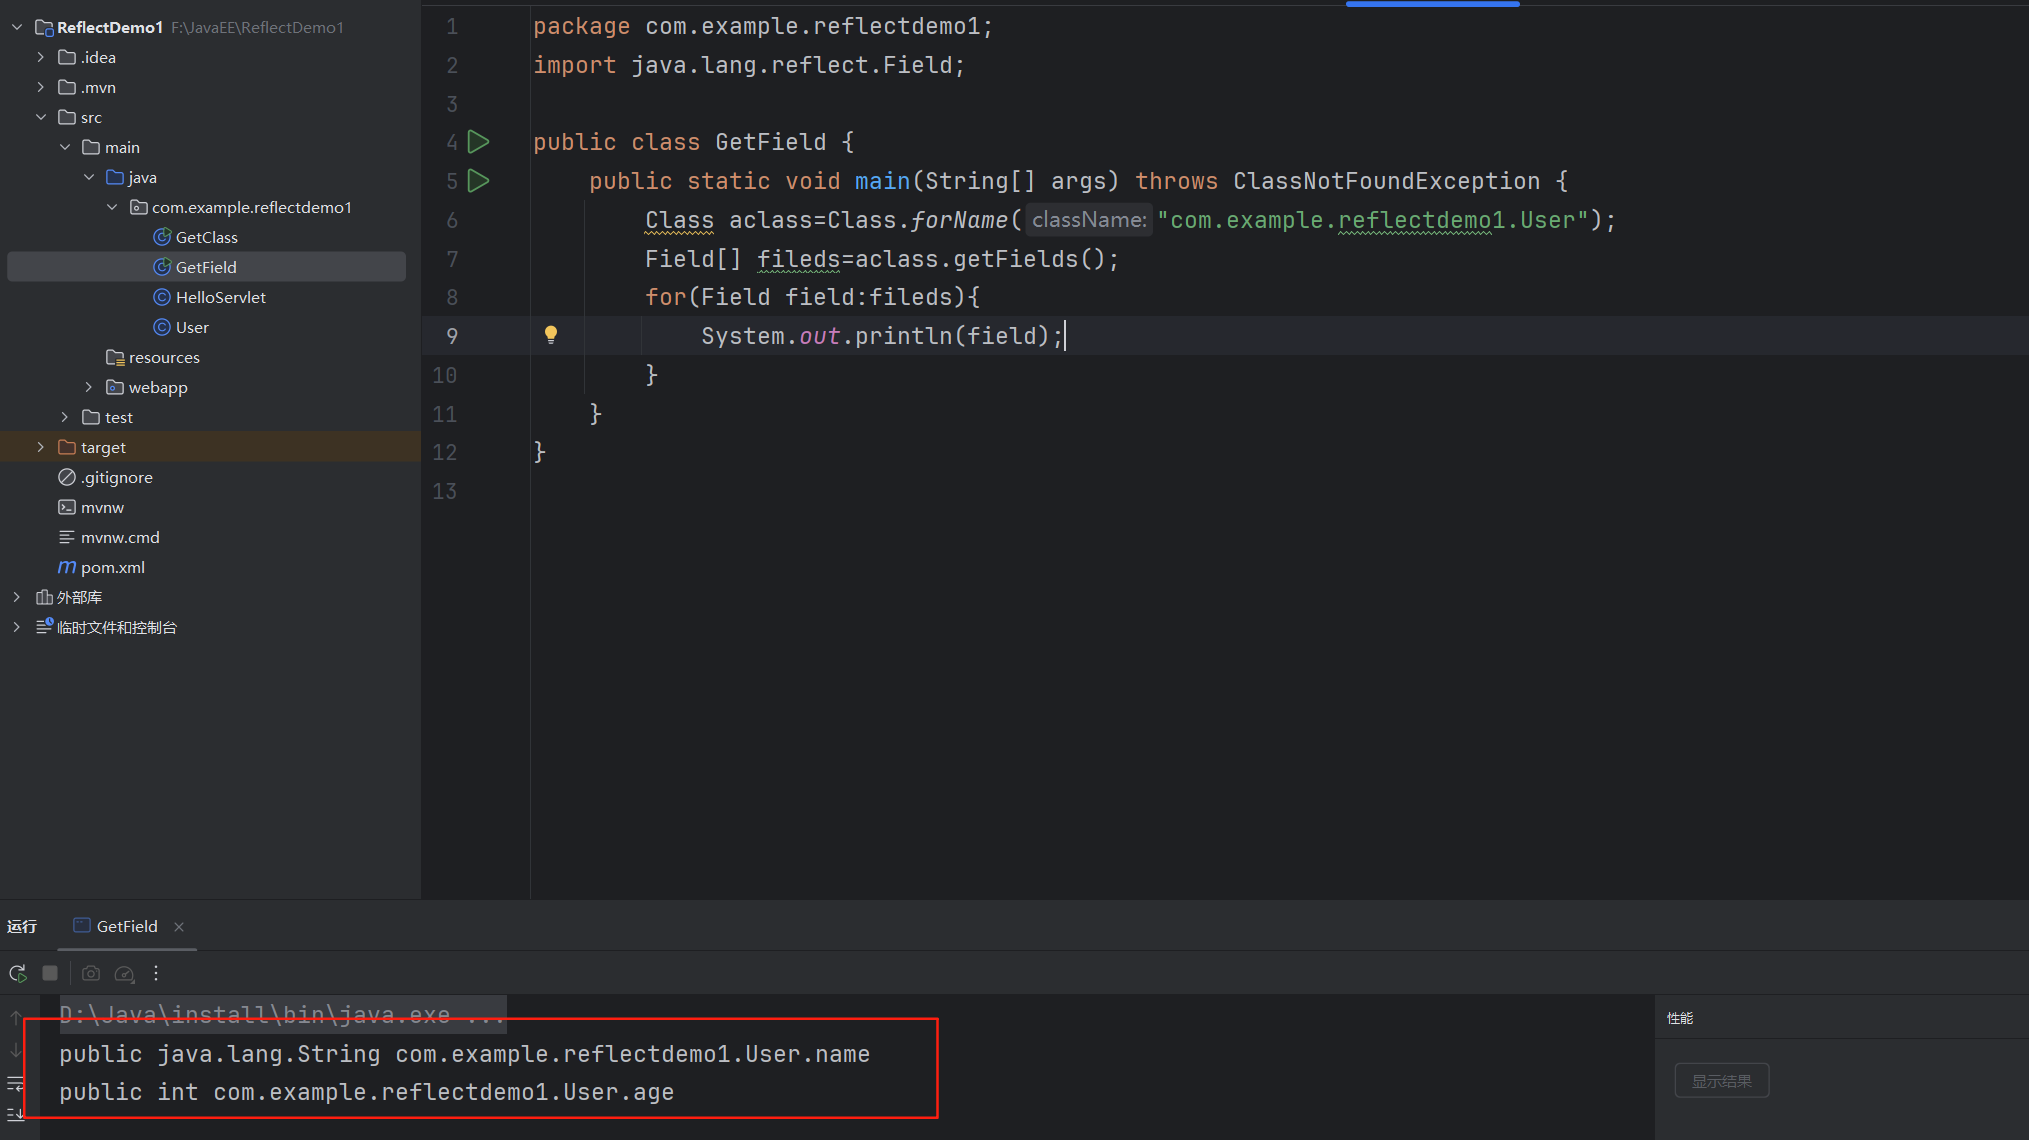 ReflectDemo1 F:\JavaEE\ReflectDemo1
.idea
.mvn
src
main
java
com.example.reflectdemo1
GetClass
GetField
HelloServlet
User
resources
webapp
test
target
.gitignore
mvnw
mvnw.cmd
pom.xml
外部库
临时文件和控制台
1 package com.example.reflectdemo1;
2 import java.lang.reflect.Field;
3
4 public class GetField {
5 public static void main(String[] args) throws ClassNotFoundException {
6 Class aclass=Class.forName( className: "com.example.reflectdemo1.User");
7 Field[] fileds=aclass.getFields();
8 for(Field field:fileds){
9 System.out.println(field);
10 }
11 }
12 }
13
运行 GetField
D:\Java\install\bin\java.exe ...
public java.lang.String com.example.reflectdemo1.User.name
public int com.example.reflectdemo1.User.age
性能
显示结果